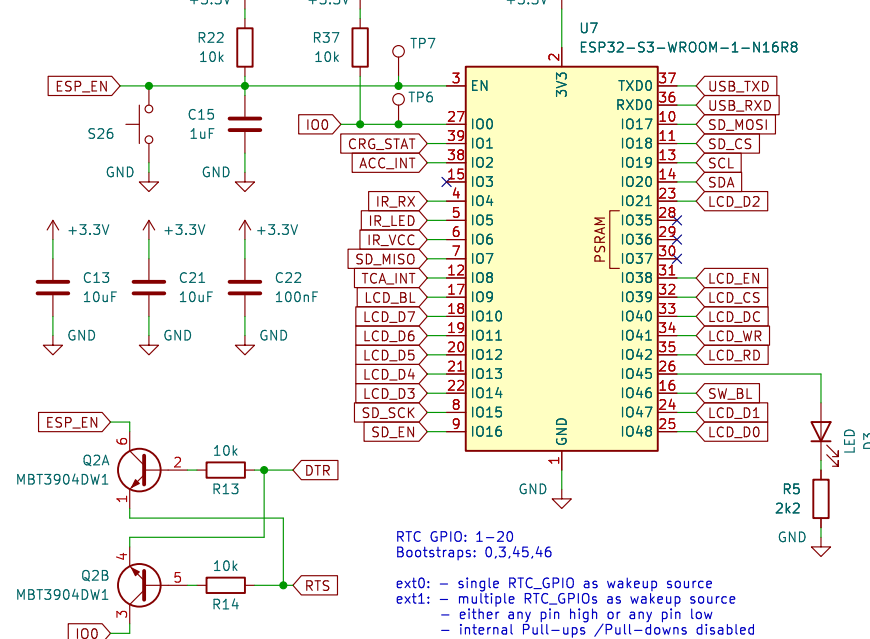 +3.3V
+3.3V
+3.3V
U7
ESP32-S3-WROOM-1-N16R8
R22
10k
R37
10k
TP7
TP6
ESP_EN
S26
C15
1uF
GND
GND
IO0
CRG_STAT
ACC_INT
IR_RX
IR_LED
IR_VCC
SD_MISO
TCA_INT
LCD_BL
LCD_D7
LCD_D6
LCD_D5
LCD_D4
LCD_D3
SD_SCK
SD_EN
3 EN
27 IO0
39 IO1
38 IO2
15 IO3
4 IO4
5 IO5
6 IO6
7 IO7
12 IO8
17 IO9
18 IO10
19 IO11
20 IO12
21 IO13
22 IO14
8 IO15
9 IO16
2
3V3
PSRAM
GND
1
GND
TXD0 37 USB_TXD
RXD0 36 USB_RXD
IO17 10 SD_MOSI
IO18 11 SD_CS
IO19 13 SCL
IO20 14 SDA
IO21 23 LCD_D2
IO35 28
IO36 29
IO37 30
IO38 31 LCD_EN
IO39 32 LCD_CS
IO40 33 LCD_DC
IO41 34 LCD_WR
IO42 35 LCD_RD
IO45 26
IO46 16 SW_BL
IO47 24 LCD_D1
IO48 25 LCD_D0
LED
D3
R5
2k2
GND
+3.3V
+3.3V
+3.3V
C13
10uF
C21
10uF
C22
100nF
GND
GND
GND
ESP_EN
6
Q2A
MBT3904DW1
2
1
10k
R13
DTR
4
Q2B
MBT3904DW1
5
3
10k
R14
RTS
IO0
RTC GPIO: 1-20
Bootstraps: 0,3,45,46
ext0: - single RTC_GPIO as wakeup source
ext1: - multiple RTC_GPIOs as wakeup source
- either any pin high or any pin low
- internal Pull-ups /Pull-downs disabled